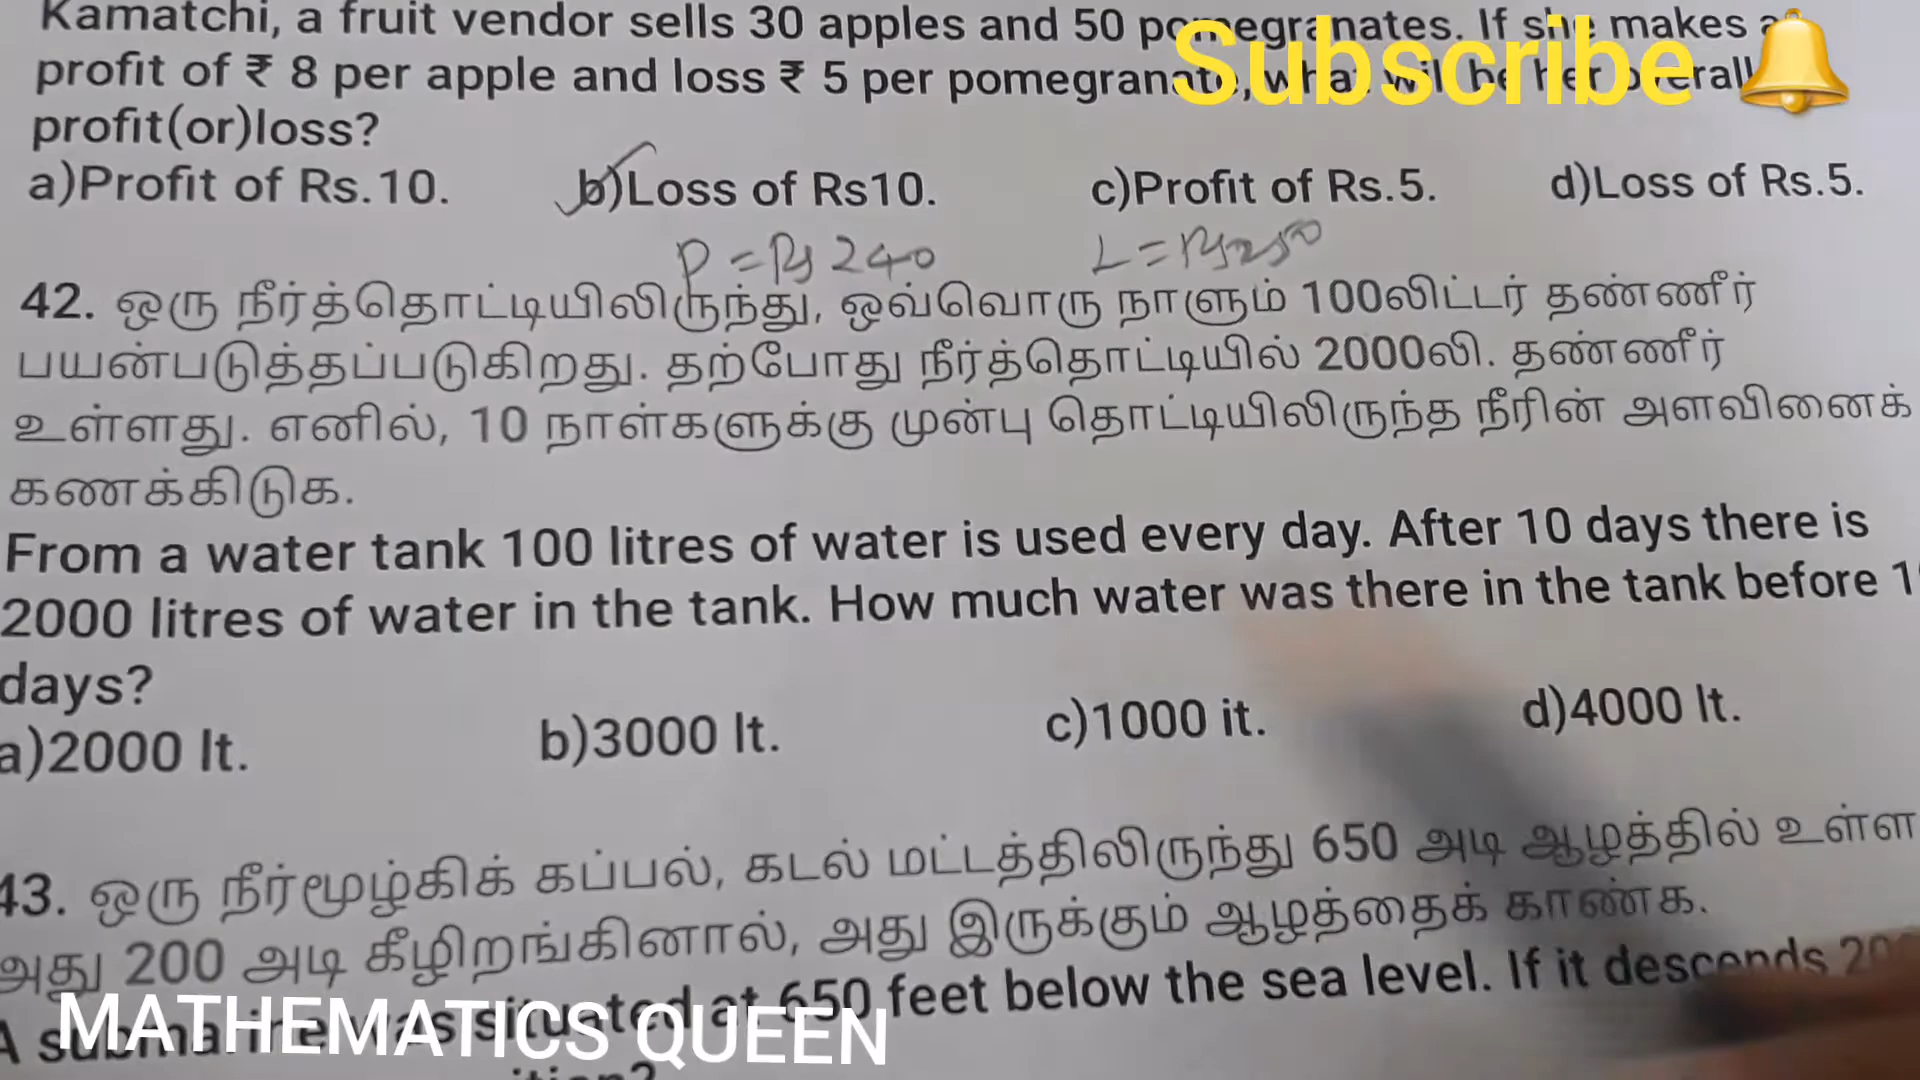 Kamatchi, a fruit vendor sells 30 apples and 50 pomegranates. If she makes a
profit of ₹ 8 per apple and loss ₹ 5 per pomegranate, what will be her overall
Subscribe
profit(or)loss?
a)Profit of Rs.10. b)Loss of Rs10. c)Profit of Rs.5. d)Loss of Rs.5.
P = Rs 240 L = Rs 250
42. ஒரு நீர்த்தொட்டியிலிருந்து, ஒவ்வொரு நாளும் 100லிட்டர் தண்ணீர்
பயன்படுத்தப்படுகிறது. தற்போது நீர்த்தொட்டியில் 2000லி. தண்ணீர்
உள்ளது. எனில், 10 நாள்களுக்கு முன்பு தொட்டியிலிருந்த நீரின் அளவினைக்
கணக்கிடுக.
From a water tank 100 litres of water is used every day. After 10 days there is
2000 litres of water in the tank. How much water was there in the tank before
days?
a)2000 lt. b)3000 lt. c)1000 it. d)4000 lt.
43. ஒரு நீர்மூழ்கிக் கப்பல், கடல் மட்டத்திலிருந்து 650 அடி ஆழத்தில் உள்ள
அது 200 அடி கீழிறங்கினால், அது இருக்கும் ஆழத்தைக் காண்க.
A submarine was situated at 650 feet below the sea level. If it descends
MATHEMATICS QUEEN